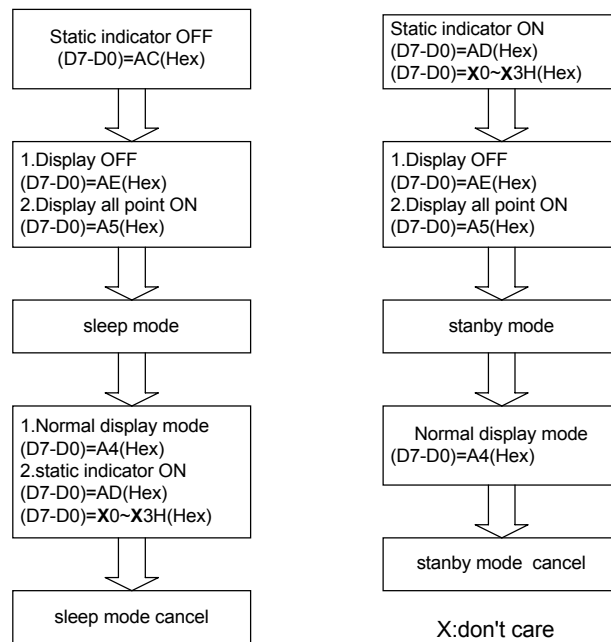 Static indicator OFF
(D7-D0)=AC(Hex)
1.Display OFF
(D7-D0)=AE(Hex)
2.Display all point ON
(D7-D0)=A5(Hex)
sleep mode
1.Normal display mode
(D7-D0)=A4(Hex)
2.static indicator ON
(D7-D0)=AD(Hex)
(D7-D0)=X0~X3H(Hex)
sleep mode cancel
Static indicator ON
(D7-D0)=AD(Hex)
(D7-D0)=X0~X3H(Hex)
1.Display OFF
(D7-D0)=AE(Hex)
2.Display all point ON
(D7-D0)=A5(Hex)
stanby mode
Normal display mode
(D7-D0)=A4(Hex)
stanby mode cancel
X:don't care